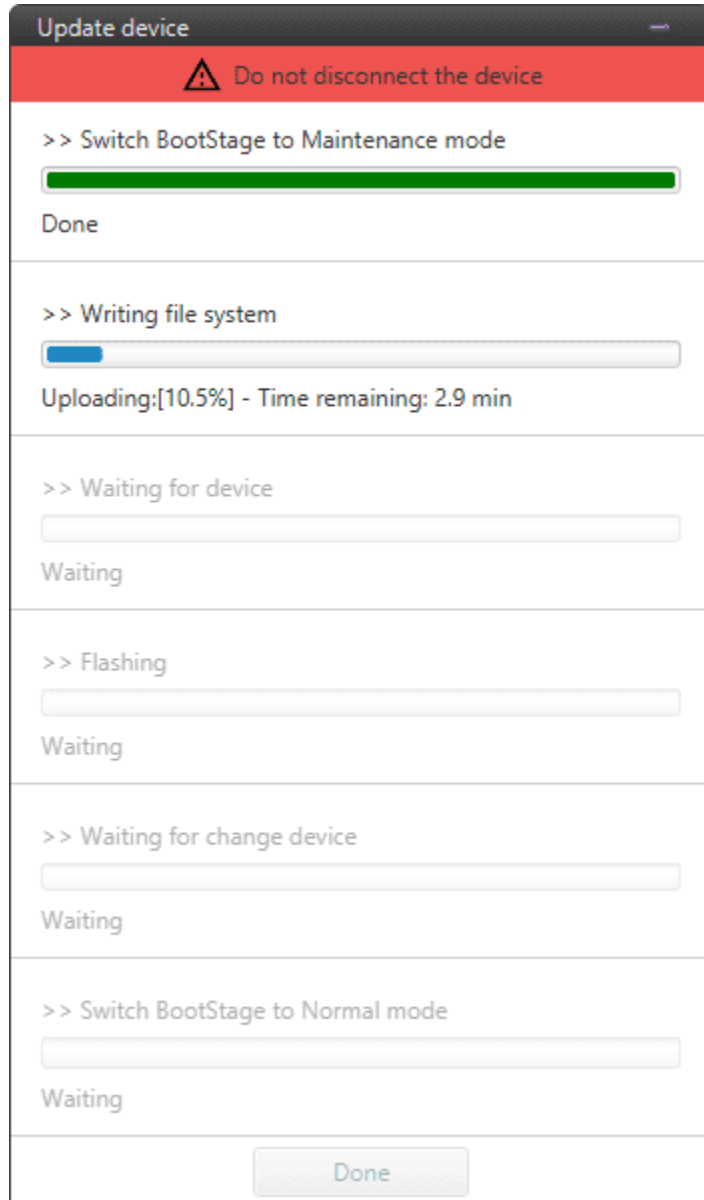 Update device
Do not disconnect the device
>> Switch BootStage to Maintenance mode
Done
>> Writing file system
Uploading:[10.5%] - Time remaining: 2.9 min
>> Waiting for device
Waiting
>> Flashing
Waiting
>> Waiting for change device
Waiting
>> Switch BootStage to Normal mode
Waiting
Done